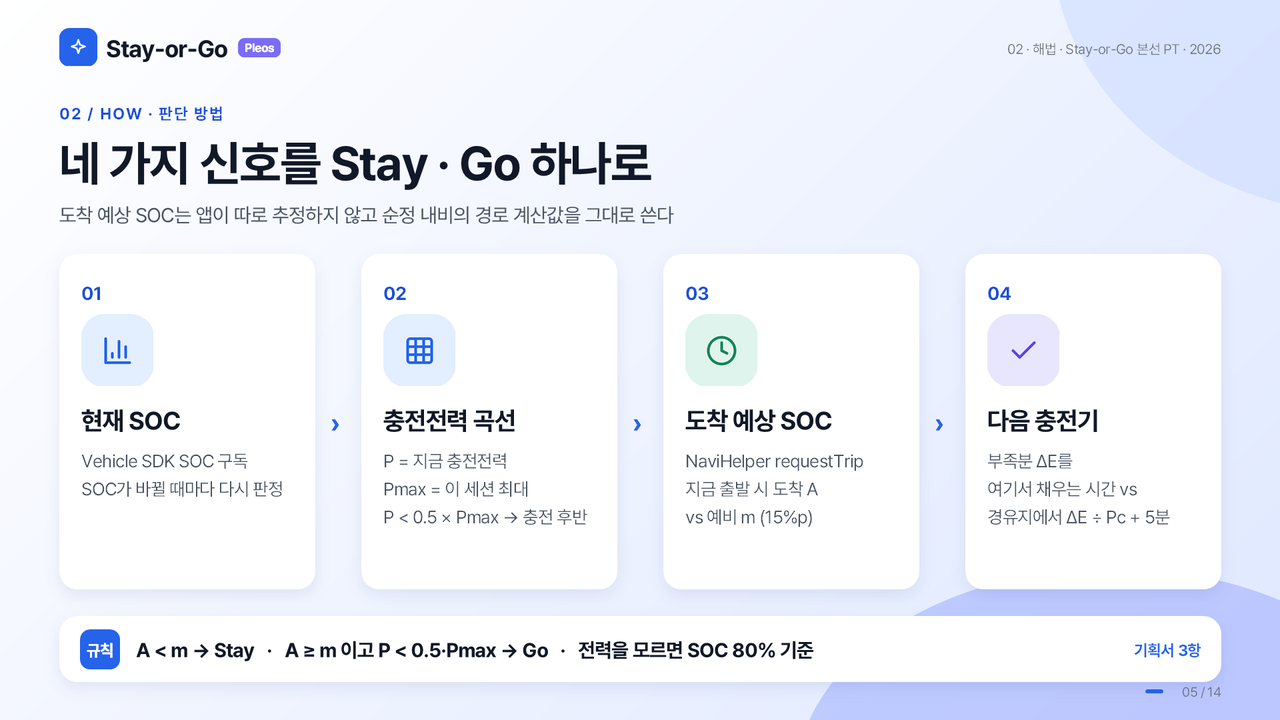 Stay-or-Go Pleos
02 · 해법 · Stay-or-Go 본선 PT · 2026
02 / HOW · 판단 방법
네 가지 신호를 Stay · Go 하나로
도착 예상 SOC는 앱이 따로 추정하지 않고 순정 내비의 경로 계산값을 그대로 쓴다
01
현재 SOC
Vehicle SDK SOC 구독
SOC가 바뀔 때마다 다시 판정
›
02
충전전력 곡선
P = 지금 충전전력
Pmax = 이 세션 최대
P < 0.5 × Pmax → 충전 후반
›
03
도착 예상 SOC
NaviHelper requestTrip
지금 출발 시 도착 A
vs 예비 m (15%p)
›
04
다음 충전기
부족분 ΔE를
여기서 채우는 시간 vs
경유지에서 ΔE ÷ Pc + 5분
규칙
A < m → Stay · A ≥ m 이고 P < 0.5·Pmax → Go · 전력을 모르면 SOC 80% 기준
기획서 3항
05 / 14